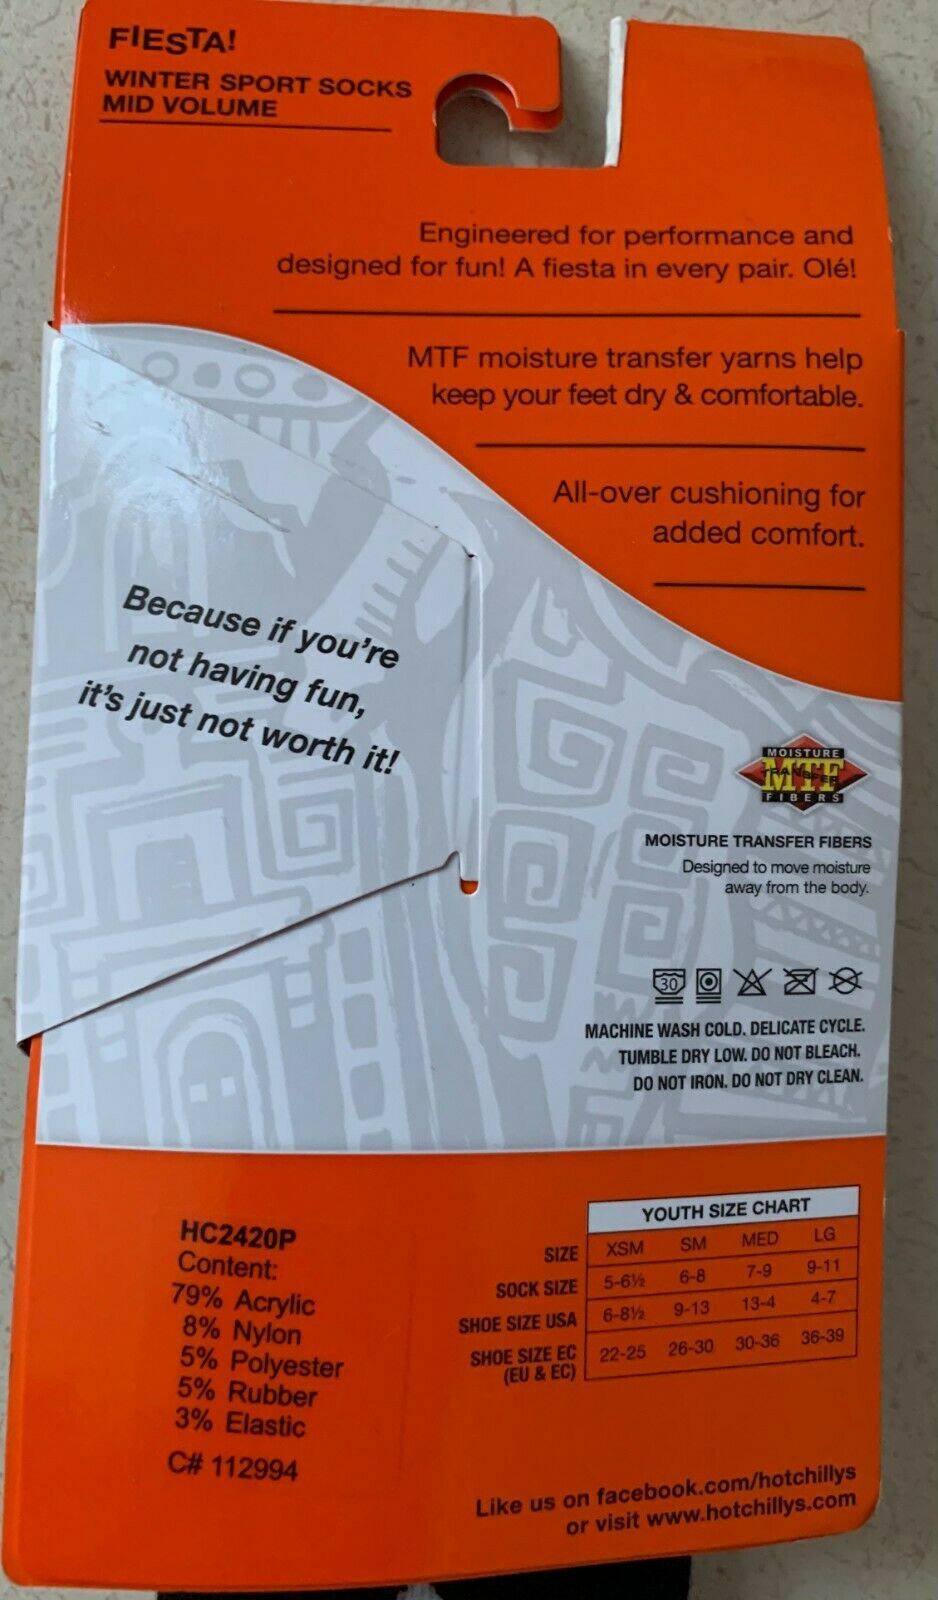 FIESTA!
WINTER SPORT SOCKS
MID VOLUME
Engineered for performance and
designed for fun! A fiesta in every pair. Olé!
MTF moisture transfer yarns help
keep your feet dry & comfortable.
All-over cushioning for
added comfort.
Because if you're
not having fun,
it's just not worth it!
MOISTURE
MTF
TRANSFER
FIBERS
MOISTURE TRANSFER FIBERS
Designed to move moisture
away from the body.
30
MACHINE WASH COLD. DELICATE CYCLE.
TUMBLE DRY LOW. DO NOT BLEACH.
DO NOT IRON. DO NOT DRY CLEAN.
HC2420P
Content:
79% Acrylic
8% Nylon
5% Polyester
5% Rubber
3% Elastic
C# 112994
YOUTH SIZE CHART
SIZE XSM SM MED LG
SOCK SIZE 5-6½ 6-8 7-9 9-11
SHOE SIZE USA 6-8½ 9-13 13-4 4-7
SHOE SIZE EC 22-25 26-30 30-36 36-39
(EU & EC)
Like us on facebook.com/hotchillys
or visit www.hotchillys.com